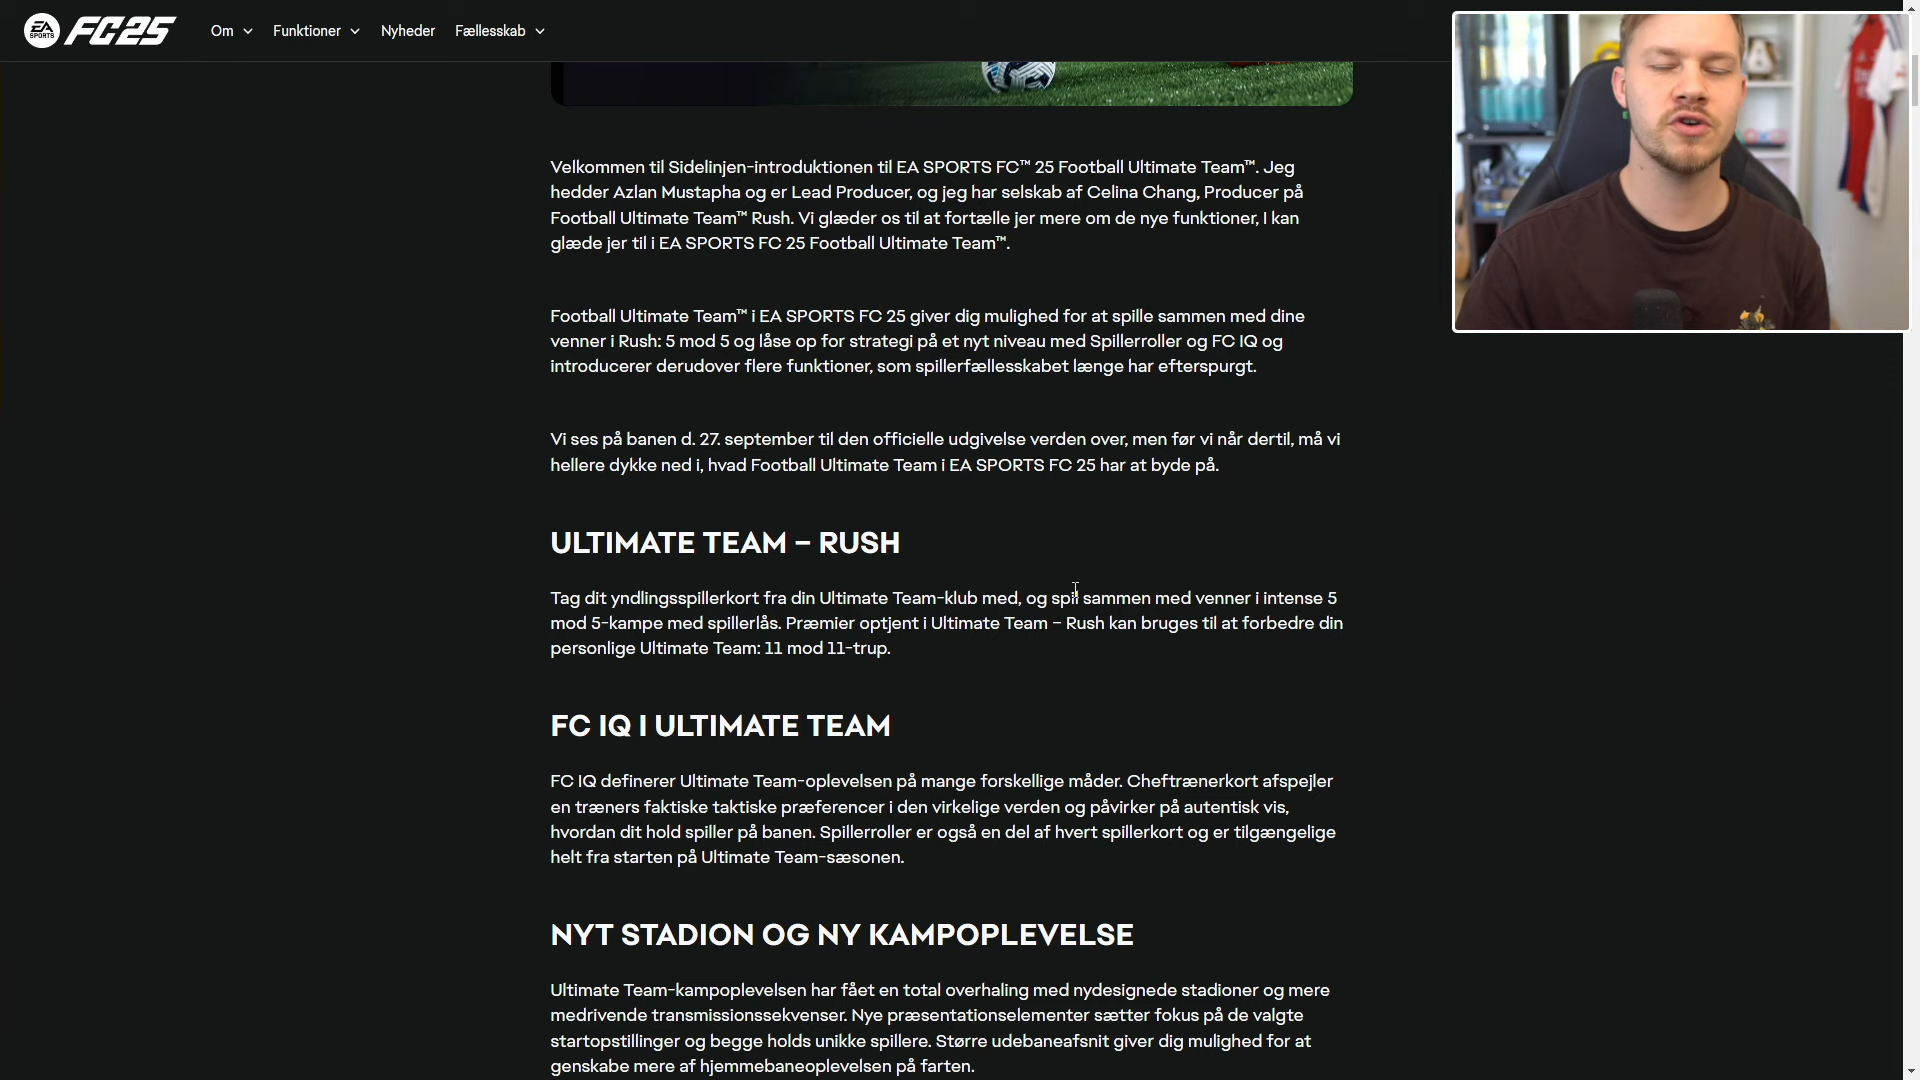 EA SPORTS FC25
Om
Funktioner
Nyheder
Fællesskab
Velkommen til Sidelinjen-introduktionen til EA SPORTS FC™ 25 Football Ultimate Team™. Jeg
hedder Azlan Mustapha og er Lead Producer, og jeg har selskab af Celina Chang, Producer på
Football Ultimate Team™ Rush. Vi glæder os til at fortælle jer mere om de nye funktioner, I kan
glæde jer til i EA SPORTS FC 25 Football Ultimate Team™.
Football Ultimate Team™ i EA SPORTS FC 25 giver dig mulighed for at spille sammen med dine
venner i Rush: 5 mod 5 og låse op for strategi på et nyt niveau med Spillerroller og FC IQ og
introducerer derudover flere funktioner, som spillerfællesskabet længe har efterspurgt.
Vi ses på banen d. 27. september til den officielle udgivelse verden over, men før vi når dertil, må vi
hellere dykke ned i, hvad Football Ultimate Team i EA SPORTS FC 25 har at byde på.
ULTIMATE TEAM – RUSH
Tag dit yndlingsspillerkort fra din Ultimate Team-klub med, og spil sammen med venner i intense 5
mod 5-kampe med spillerlås. Præmier optjent i Ultimate Team – Rush kan bruges til at forbedre din
personlige Ultimate Team: 11 mod 11-trup.
FC IQ I ULTIMATE TEAM
FC IQ definerer Ultimate Team-oplevelsen på mange forskellige måder. Cheftrænerkort afspejler
en træners faktiske taktiske præferencer i den virkelige verden og påvirker på autentisk vis,
hvordan dit hold spiller på banen. Spillerroller er også en del af hvert spillerkort og er tilgængelige
helt fra starten på Ultimate Team-sæsonen.
NYT STADION OG NY KAMPOPLEVELSE
Ultimate Team-kampoplevelsen har fået en total overhaling med nydesignede stadioner og mere
medrivende transmissionssekvenser. Nye præsentationselementer sætter fokus på de valgte
startopstillinger og begge holds unikke spillere. Større udebaneafsnit giver dig mulighed for at
genskabe mere af hjemmebaneoplevelsen på farten.